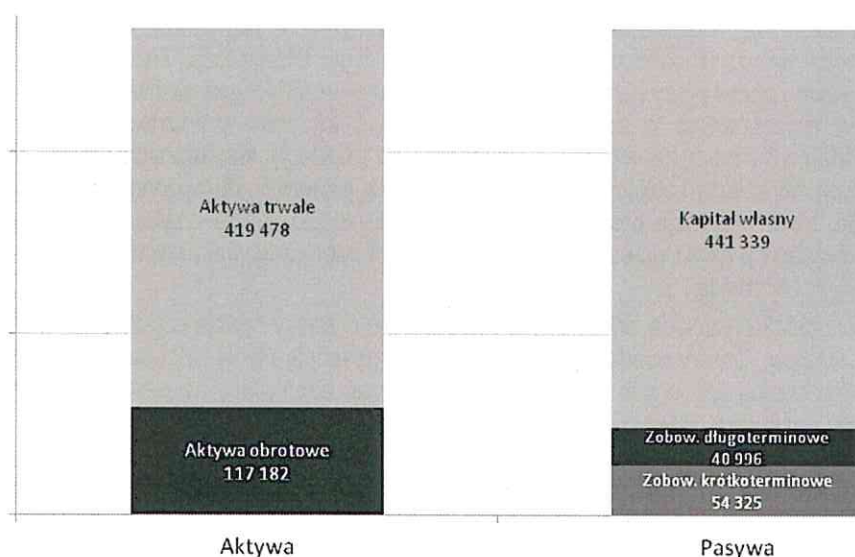 Aktywa trwałe
419 478
Aktywa obrotowe
117 182
Aktywa
Kapitał własny
441 339
Zobow. długoterminowe
40 996
Zobow. krótkoterminowe
54 325
Pasywa